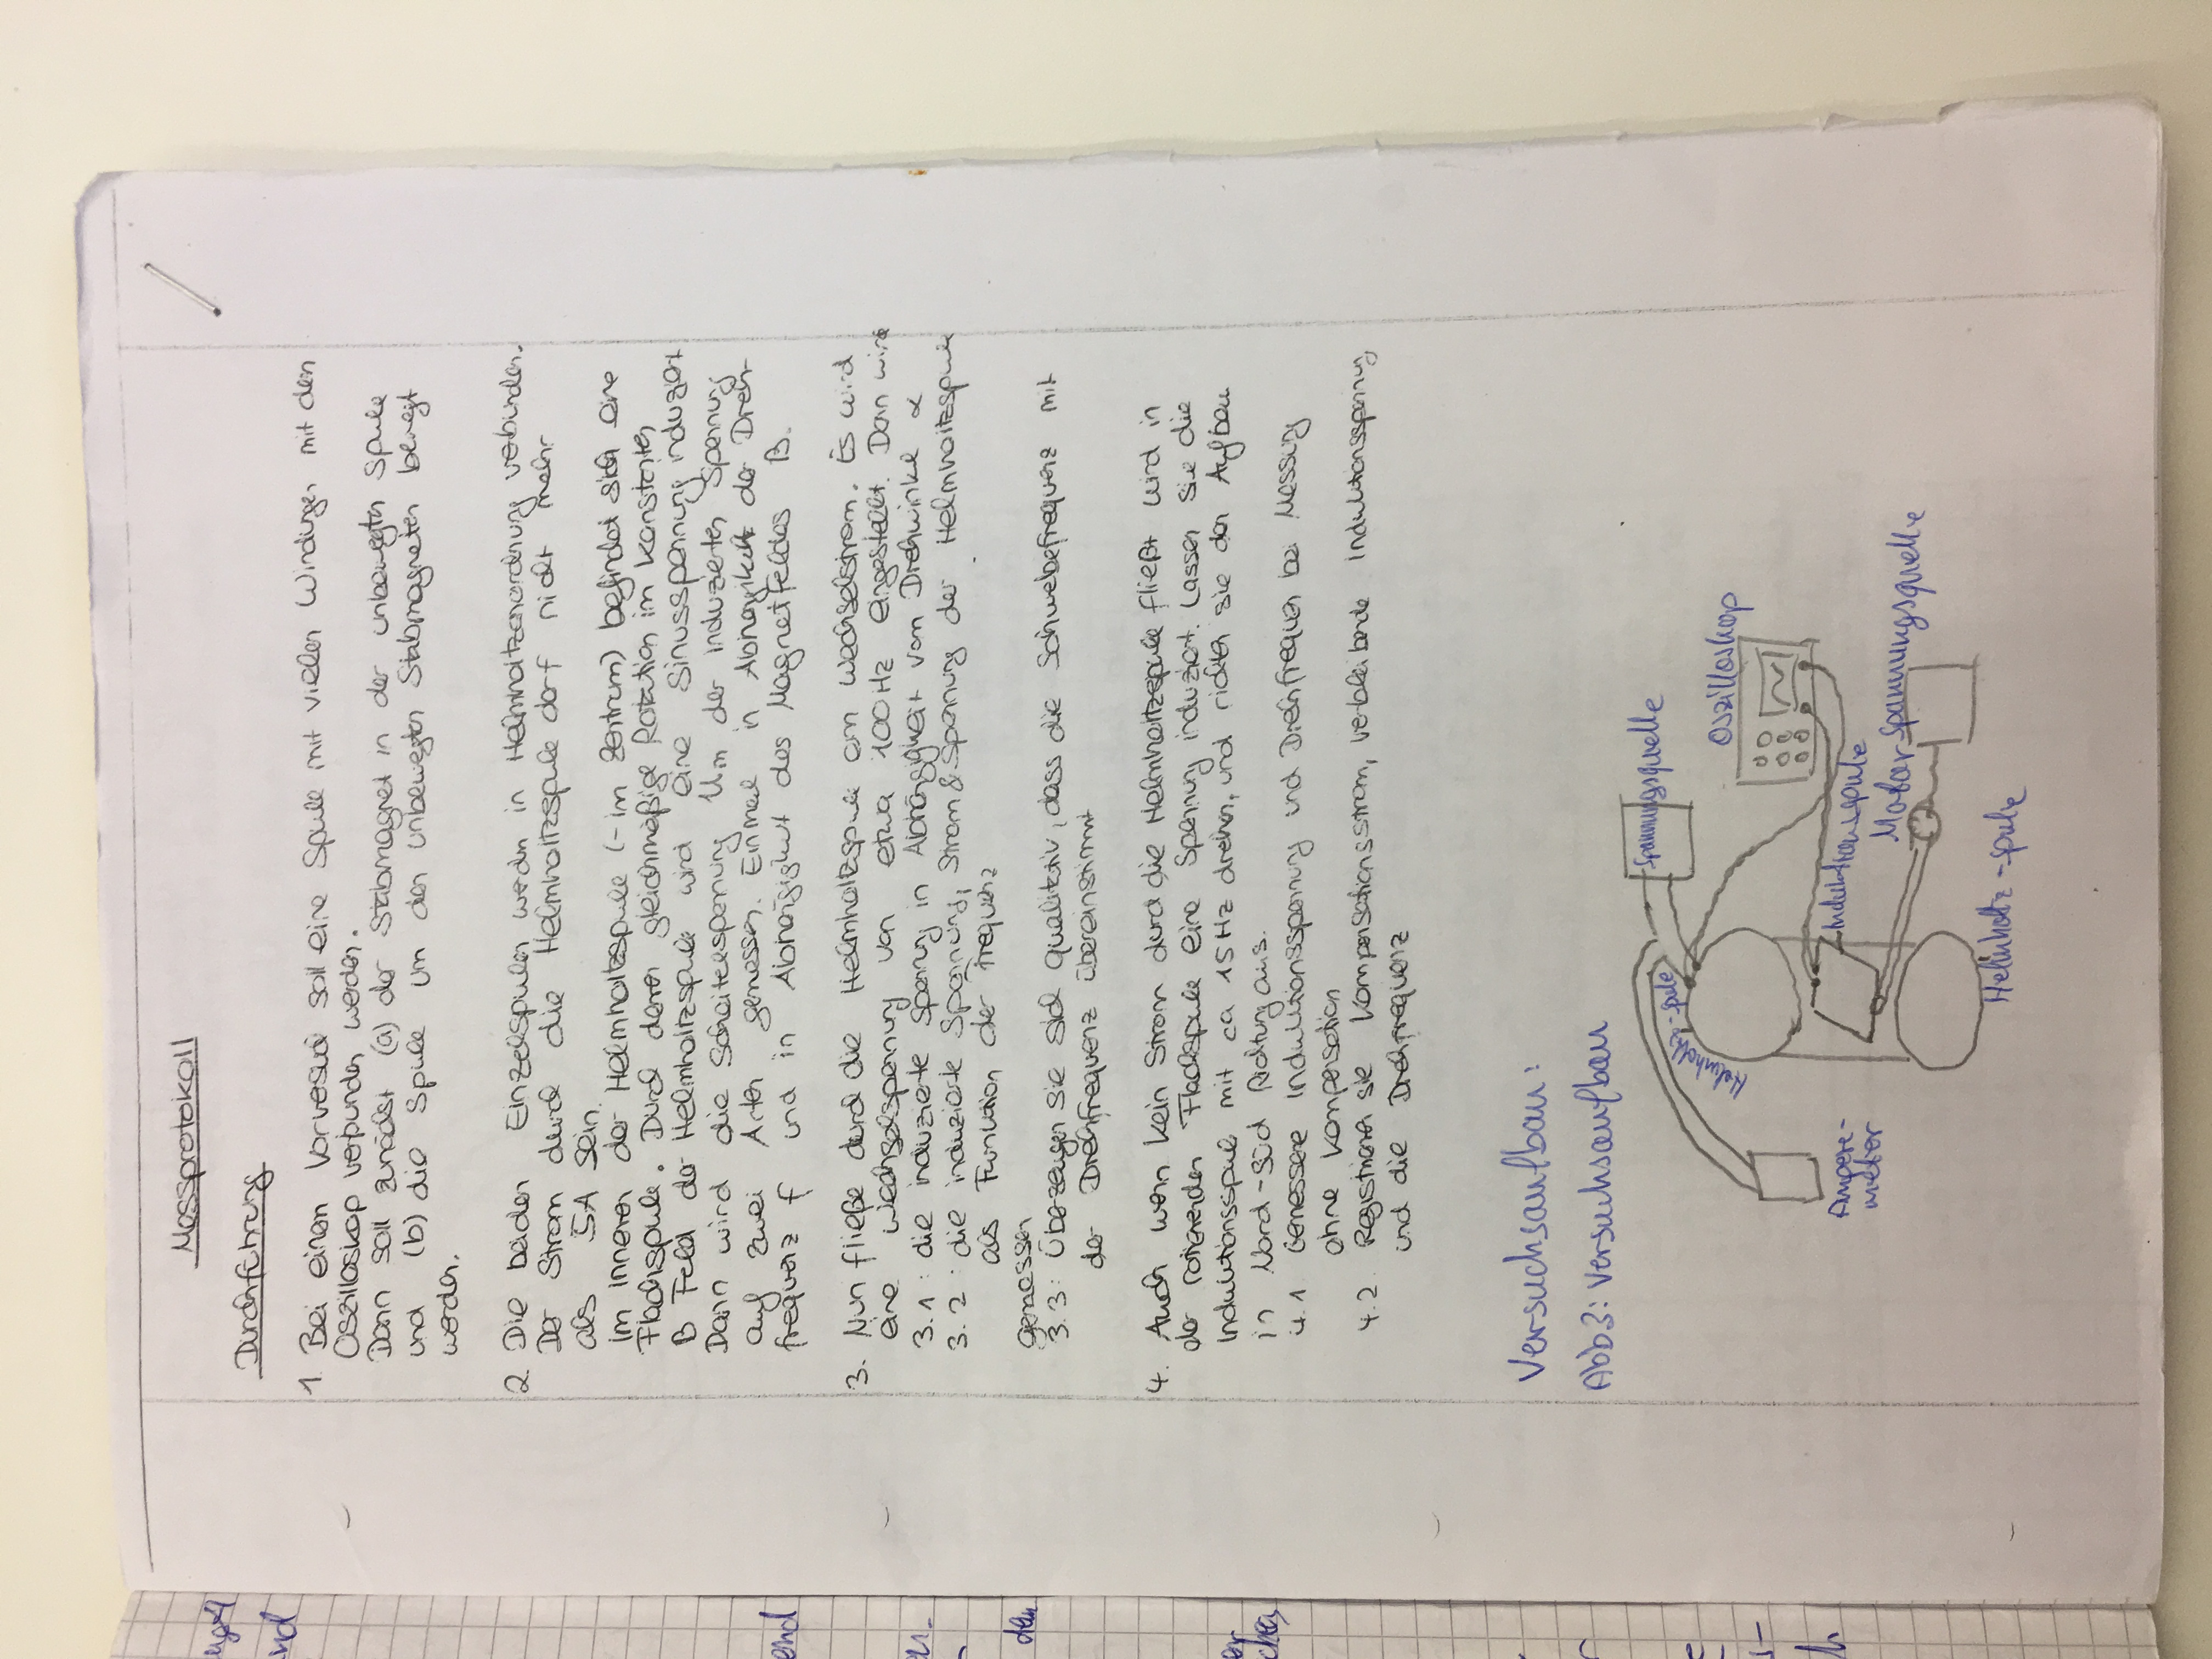 Messprotokoll
Durchführung
1. Bei einem Vorversuch soll eine Spule mit vielen Windungen mit dem
Oszilloskop verbunden werden.
Dann soll zunächst (a) der Stabmagnet in der unbewegten Spule
und (b) die Spule um den unbewegten Stabmagneten bewegt
werden.
2. Die beiden Einzelspulen werden in Helmholtzanordnung verbunden.
Der Strom durch die Helmholtzspule darf nicht mehr
als 5A sein.
im Inneren der Helmholtzspule (-im Zentrum) befindet sich eine
Flachspule. Durch deren gleichmäßige Rotation im konstanten
B Feld der Helmholtzspule wird eine Sinusspannung induziert
Dann wird die Scheitelspannung Um der induzierten Spannung
auf zwei Arten gemessen. Einmal in Abhängikeit der Dreh-
frequenz f und in Abhängigkeit des Magnetfeldes B.
3. Nun fließe durch die Helmholtzspule ein Wechselstrom. Es wird
eine Wechselspannung von etwa 100Hz eingestellt. Dann wird
3.1: die induzierte Spannung in Abhängigkeit vom Drehwinkel α
3.2: die induzierte Spannung, Strom & Spannung der Helmholtzspule
als Funktion der Frequenz
gemessen
3.3: Überzeugen sie sich qualitativ, dass die Schwebefrequenz mit
der Drehfrequenz übereinstimmt
4. Auch wenn kein Strom durch die Helmholtzspule fließt wird in
der rotierenden Flachspule eine Spannung induziert. Lassen sie die
Induktionsspule mit ca 15Hz drehen, und richten sie den Aufbau
in Nord-Süd Richtung aus.
4.1 Gemessene Induktionsspannung und Drehfrequenz bei Messung
ohne Kompensation
4.2. Registrieren sie Kompensationsstrom, verbleibende Induktionsspannung
und die Drehfrequenz
Versuchsaufbau:
Abb3: Versuchsaufbau
Spannungsquelle
Helmholtz-spule
Oszilloskop
Ampere-
meter
Induktionspule
Motor Spannungsquelle
Helmholtz-spule